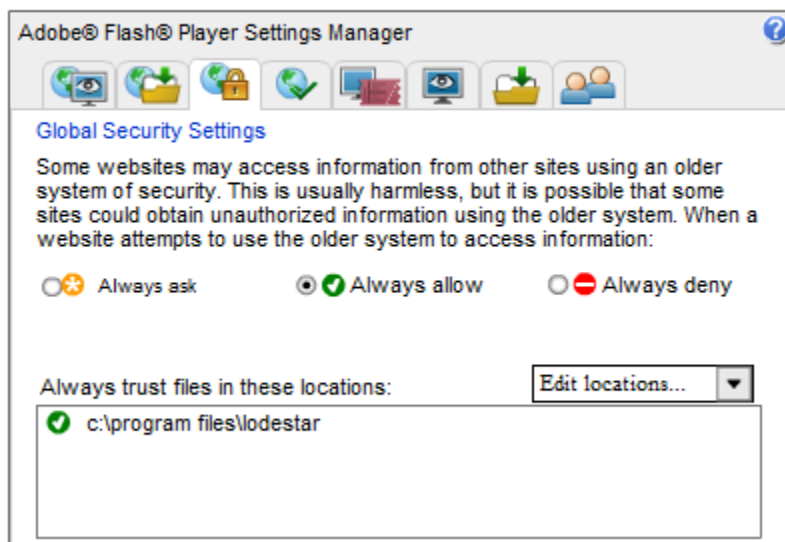 Adobe® Flash® Player Settings Manager
?
Global Security Settings
Some websites may access information from other sites using an older
system of security. This is usually harmless, but it is possible that some
sites could obtain unauthorized information using the older system. When a
website attempts to use the older system to access information:
Always ask Always allow Always deny
Always trust files in these locations: Edit locations...
c:\program files\lodestar